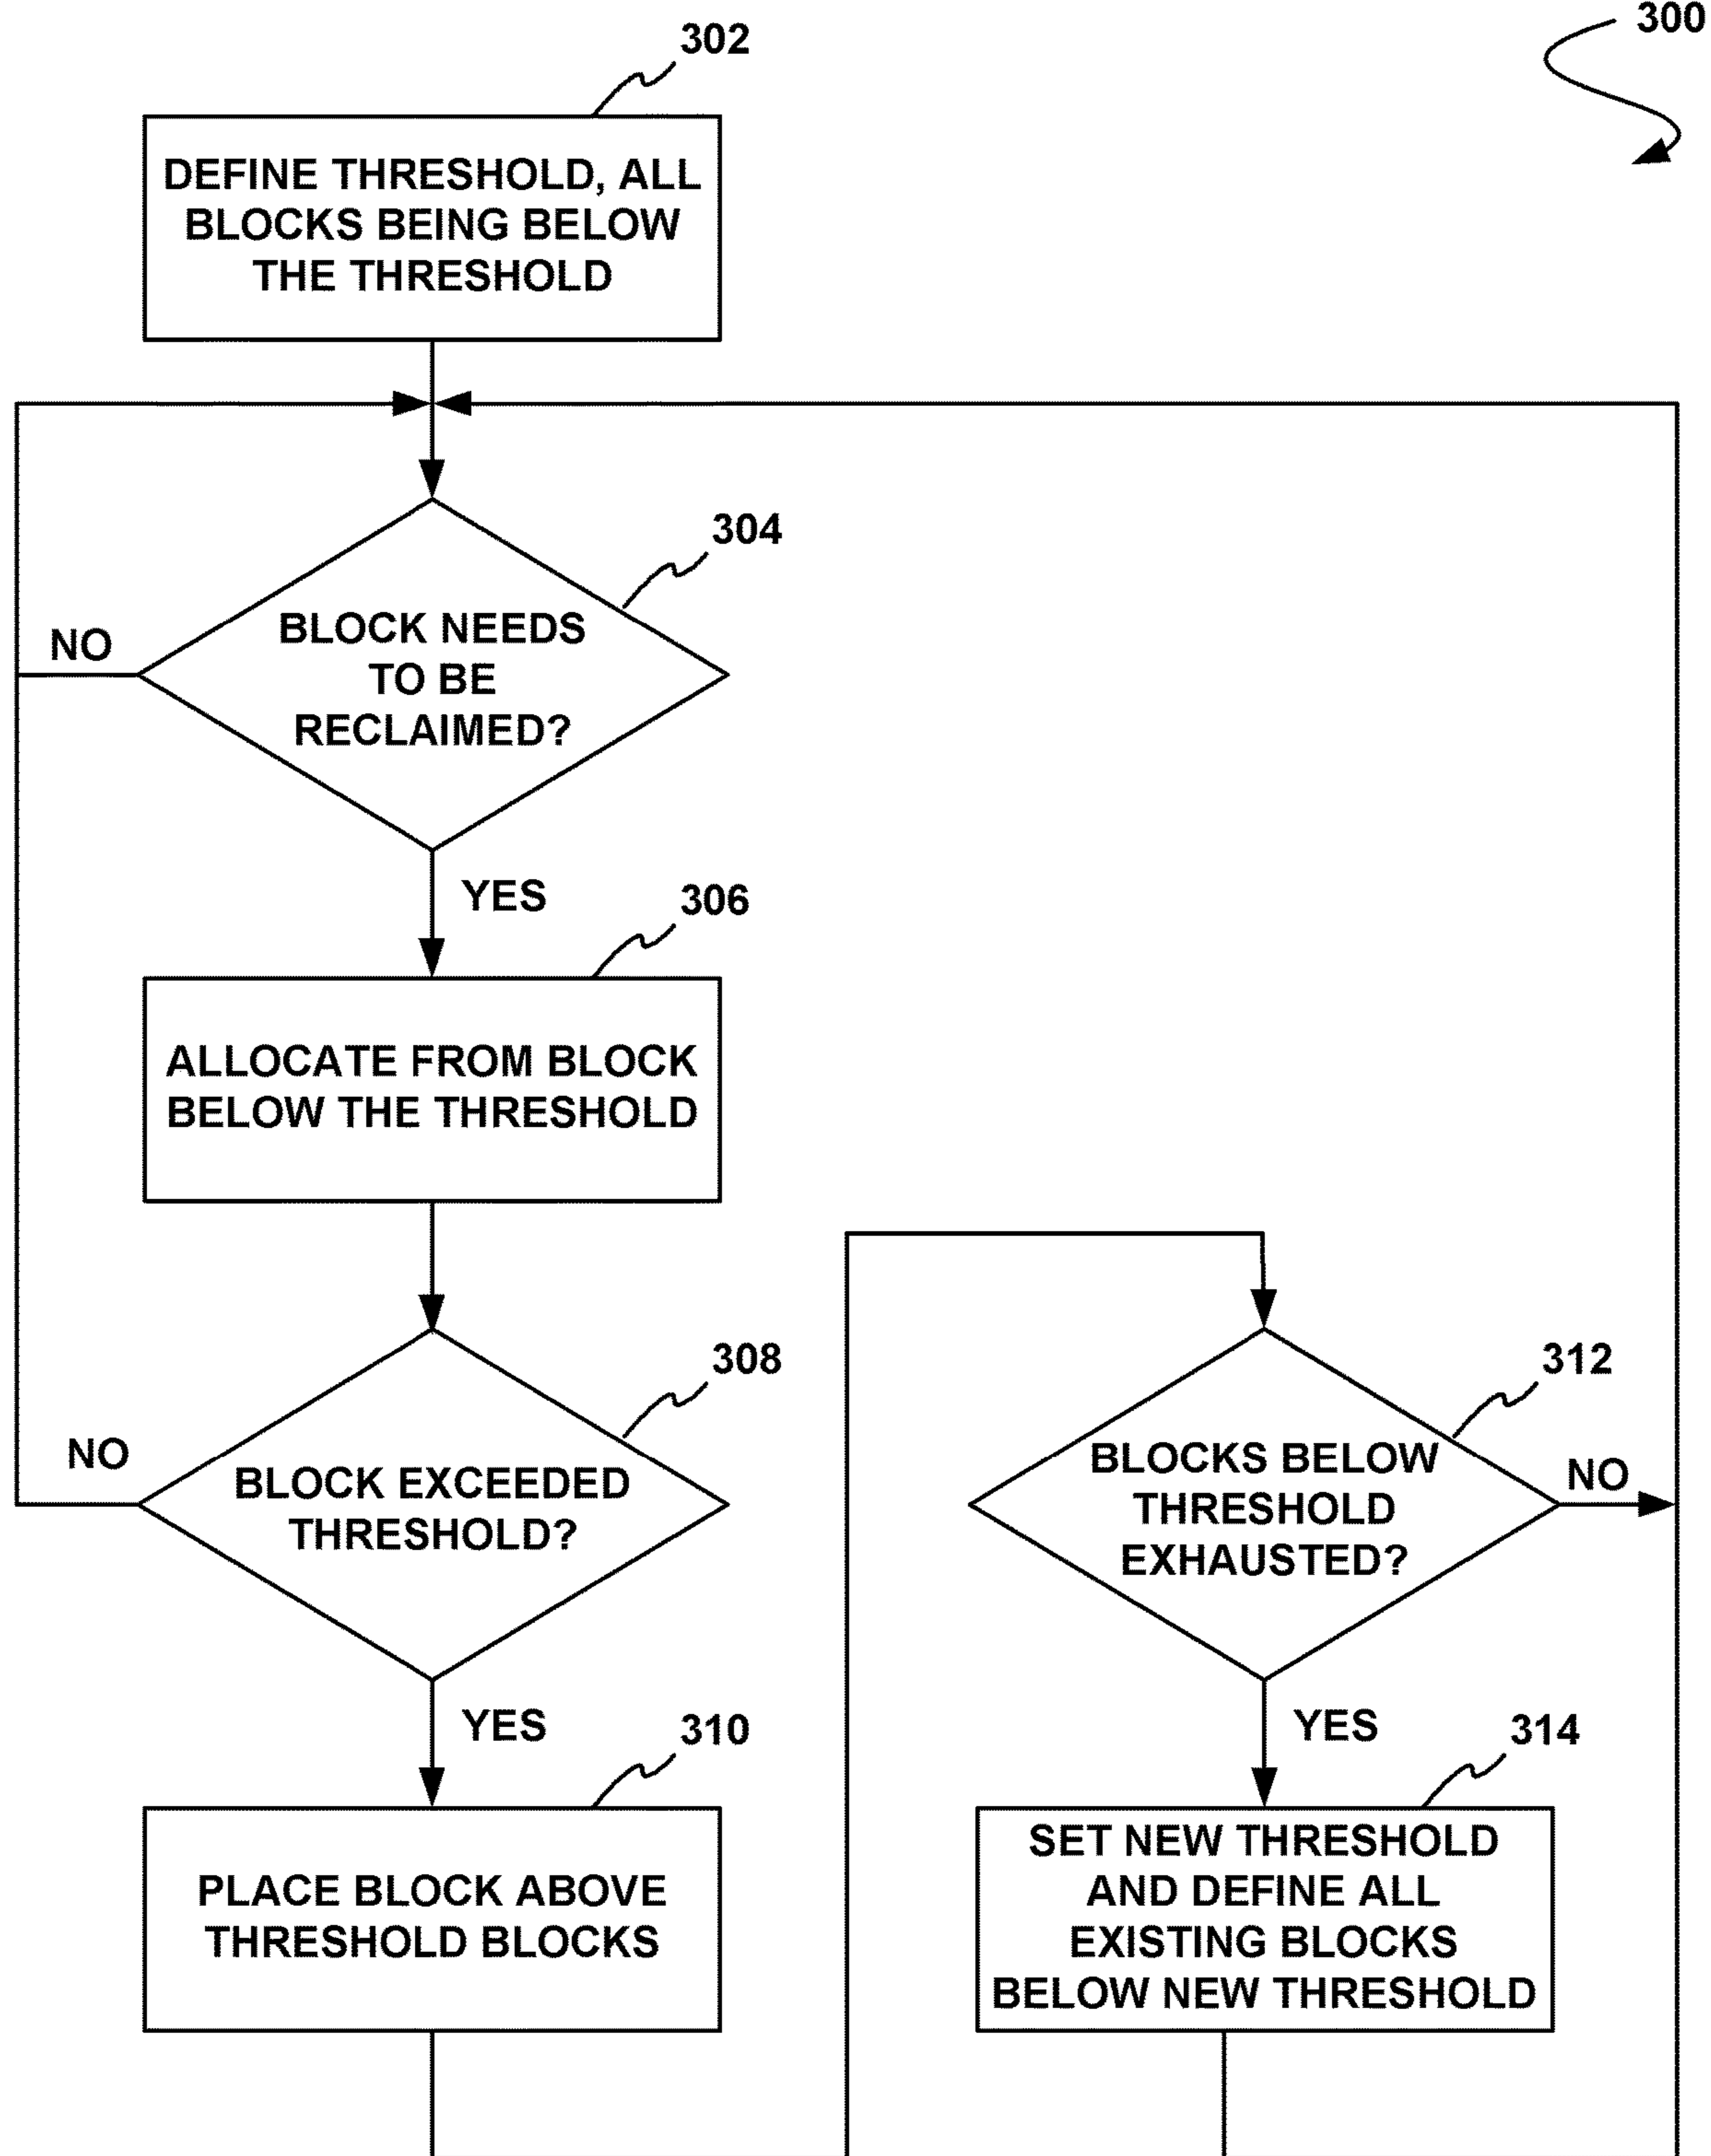 300
302
DEFINE THRESHOLD, ALL
BLOCKS BEING BELOW
THE THRESHOLD
304
BLOCK NEEDS
TO BE
RECLAIMED?
NO
YES
306
ALLOCATE FROM BLOCK
BELOW THE THRESHOLD
308
BLOCK EXCEEDED
THRESHOLD?
NO
YES
310
PLACE BLOCK ABOVE
THRESHOLD BLOCKS
312
BLOCKS BELOW
THRESHOLD
EXHAUSTED?
NO
YES
314
SET NEW THRESHOLD
AND DEFINE ALL
EXISTING BLOCKS
BELOW NEW THRESHOLD